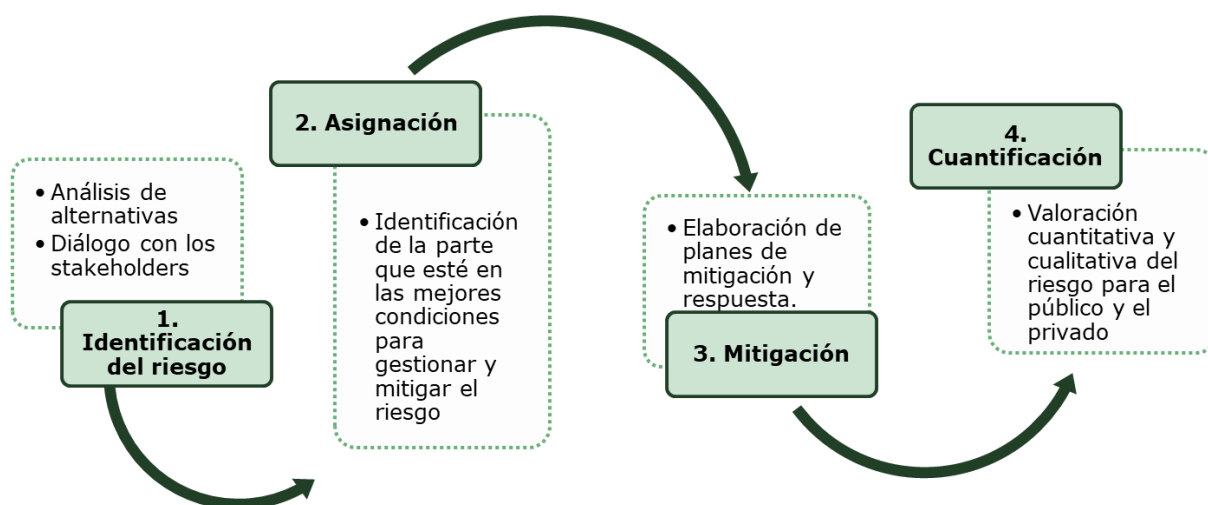 • Análisis de
alternativas
• Diálogo con los
stakeholders
1.
Identificación
del riesgo
2. Asignación
• Identificación
de la parte
que esté en
las mejores
condiciones
para
gestionar y
mitigar el
riesgo
• Elaboración de
planes de
mitigación y
respuesta.
3. Mitigación
4.
Cuantificación
• Valoración
cuantitativa y
cualitativa del
riesgo para el
público y el
privado